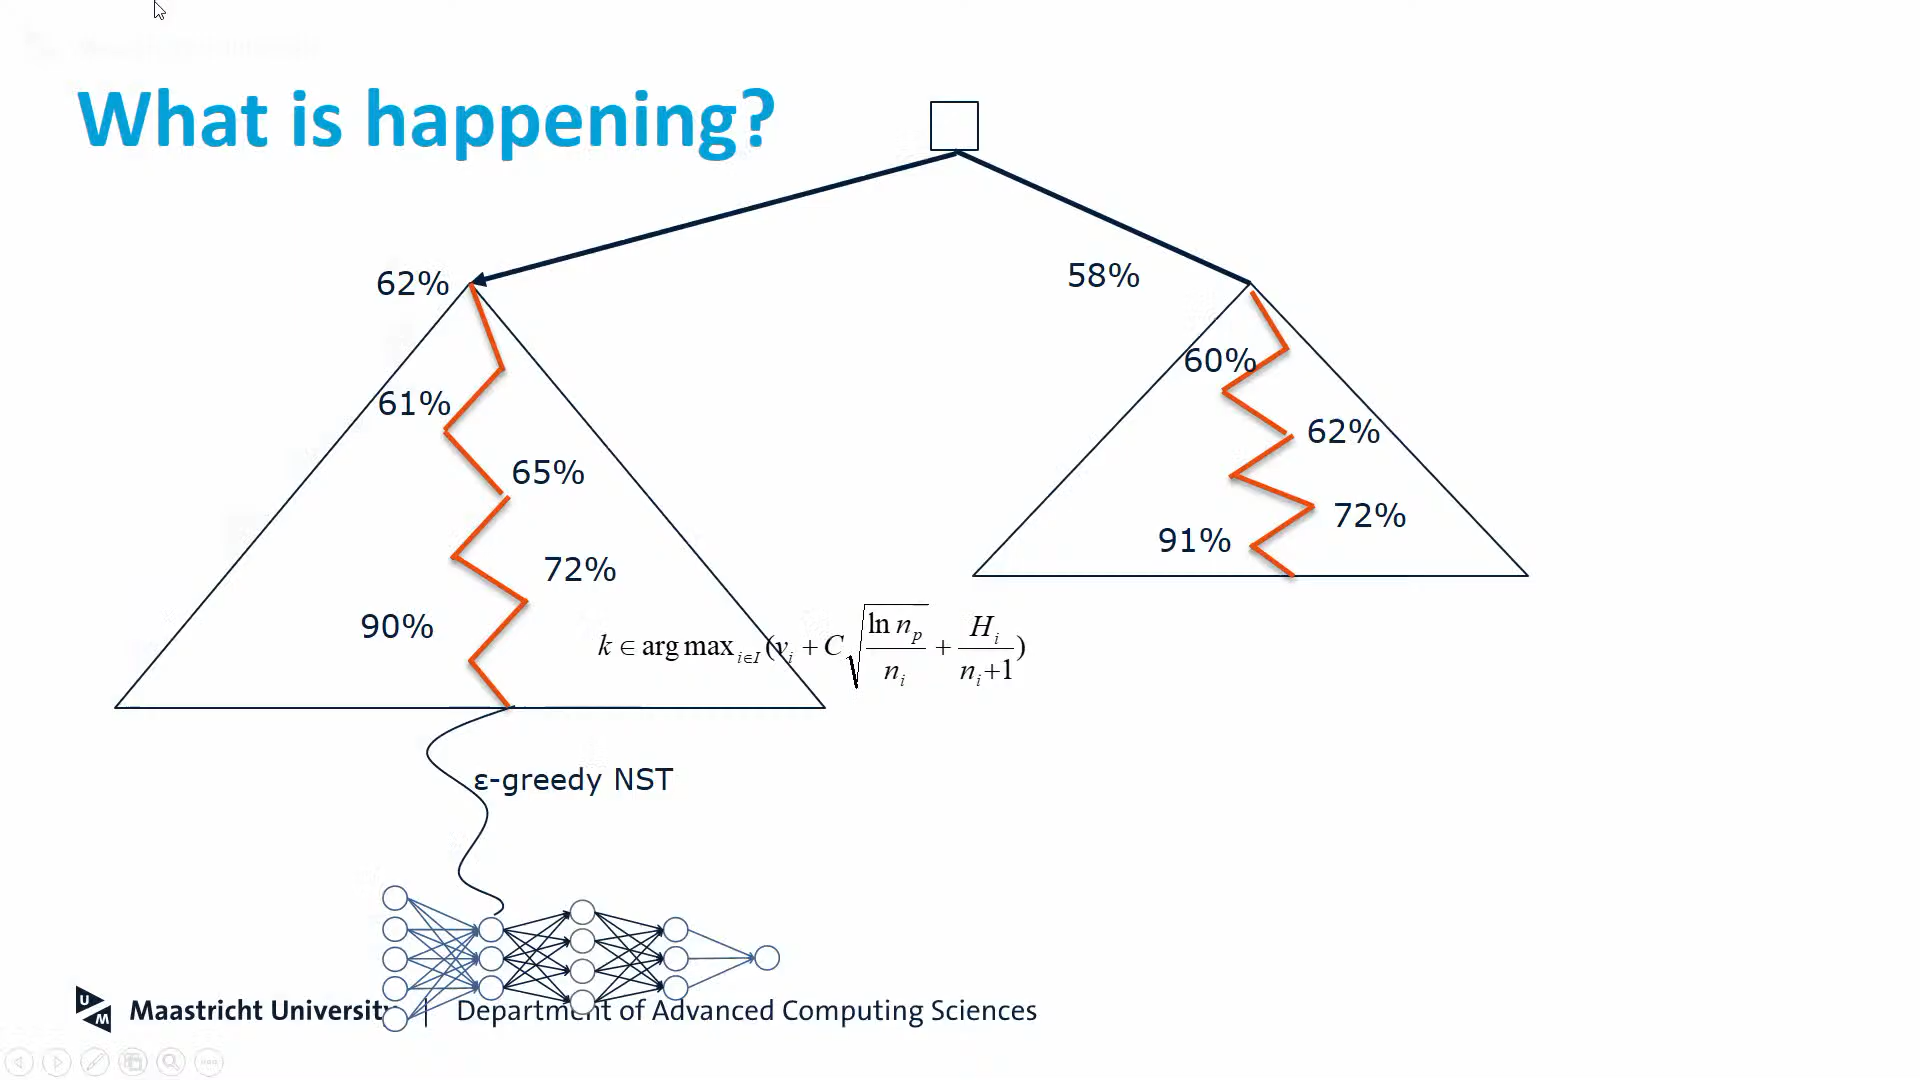 What is happening?
62%
58%
60%
61%
62%
65%
72%
91%
72%
90%
k ∈ arg max i∈I (v_i + C √(ln n_p / n_i) + H_i / (n_i+1))
ε-greedy NST
UM Maastricht University | Department of Advanced Computing Sciences